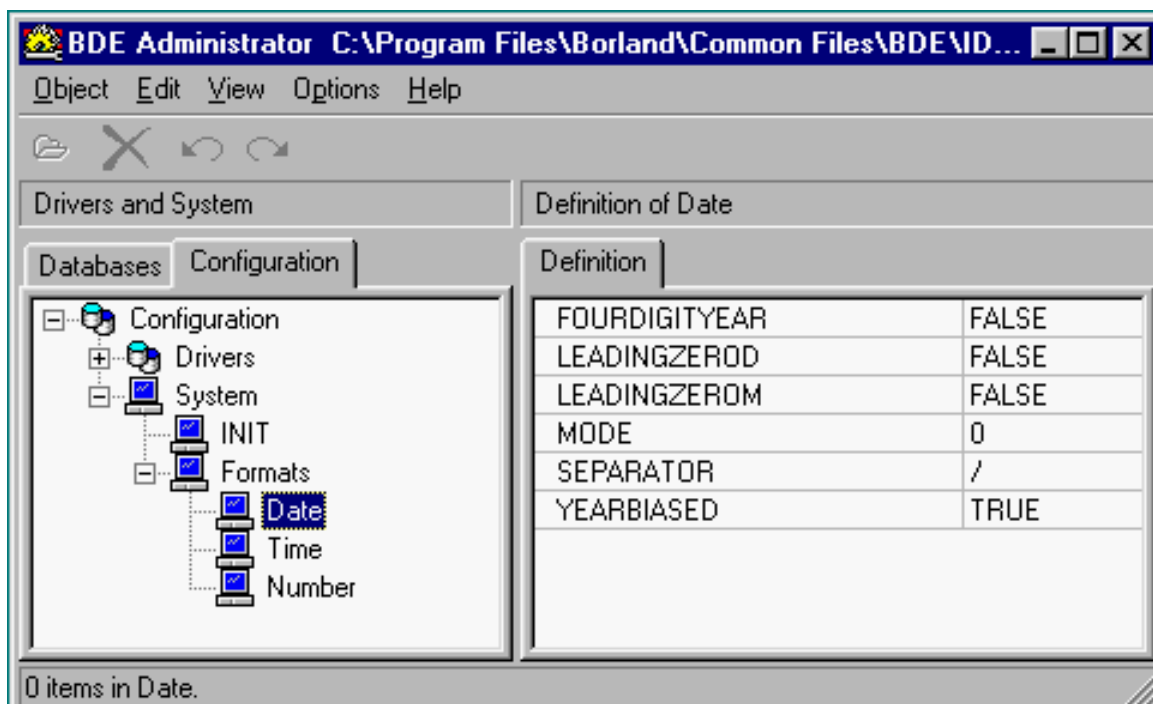 BDE Administrator C:\Program Files\Borland\Common Files\BDE\ID...
Object Edit View Options Help
Drivers and System
Definition of Date
Databases Configuration
Definition
Configuration
Drivers
System
INIT
Formats
Date
Time
Number
FOURDIGITYEAR FALSE
LEADINGZEROD FALSE
LEADINGZEROM FALSE
MODE 0
SEPARATOR /
YEARBIASED TRUE
0 items in Date.